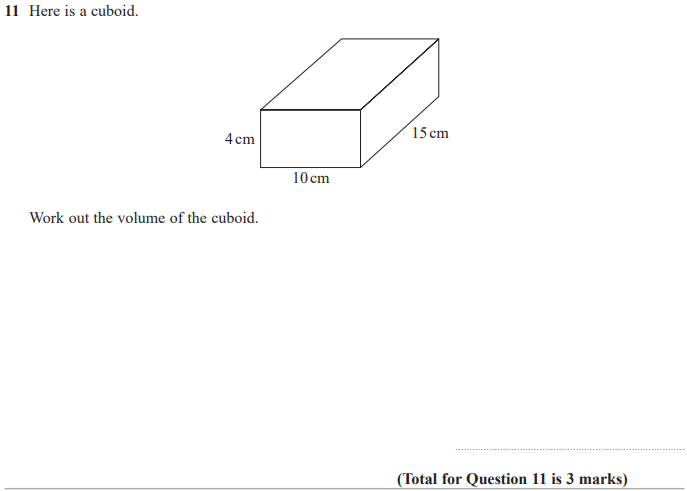 11 Here is a cuboid.
4 cm
15 cm
10 cm
Work out the volume of the cuboid.
(Total for Question 11 is 3 marks)